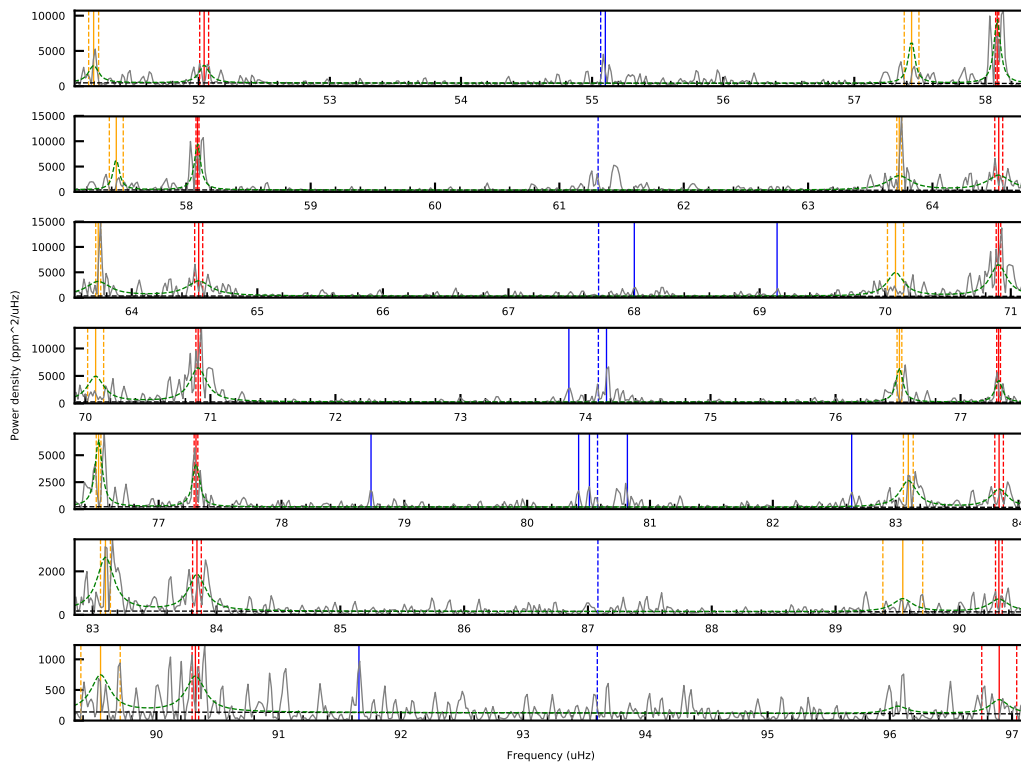 10000
5000
0
52 53 54 55 56 57 58
15000
10000
5000
0
58 59 60 61 62 63 64
15000
10000
5000
0
64 65 66 67 68 69 70 71
Power density (ppm^2/uHz)
10000
5000
0
70 71 72 73 74 75 76 77
5000
2500
0
77 78 79 80 81 82 83 84
2000
0
83 84 85 86 87 88 89 90
1000
500
0
90 91 92 93 94 95 96 97
Frequency (uHz)